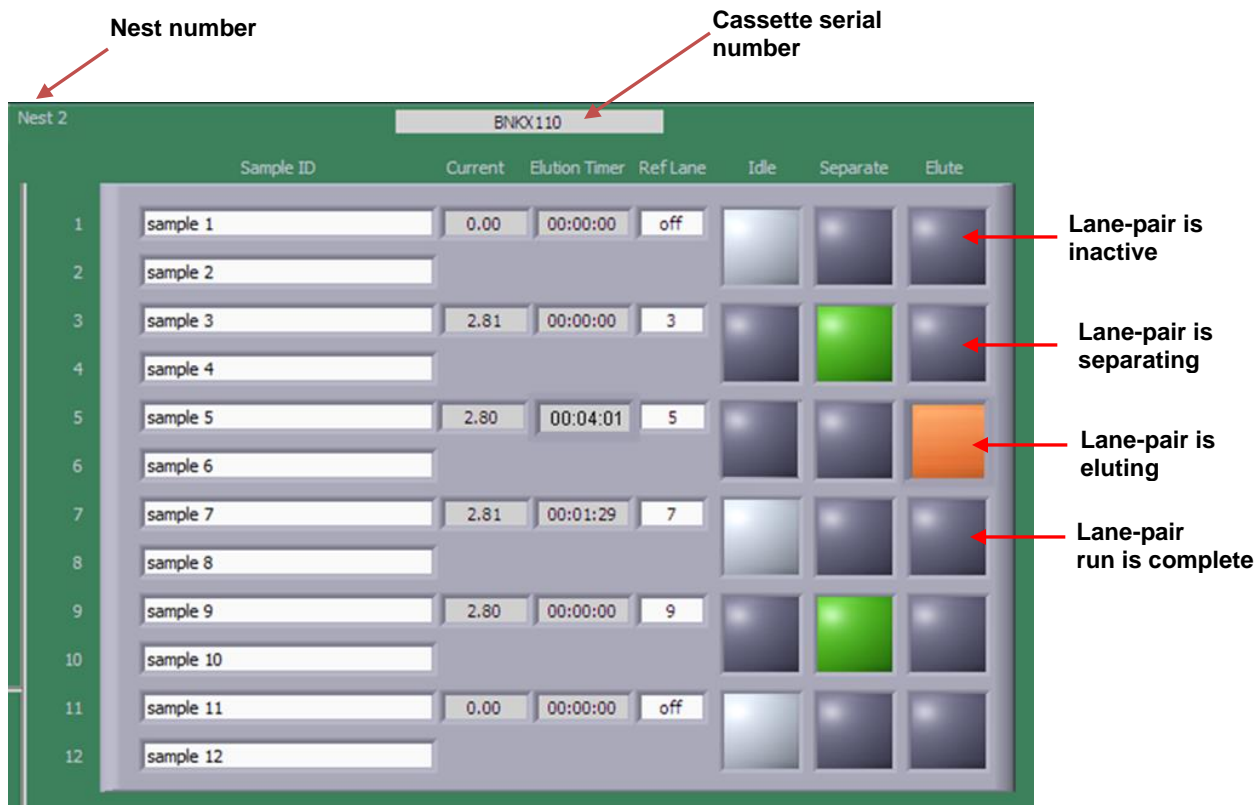 Nest number
Cassette serial
number
Nest 2
BNKX110
Sample ID Current Elution Timer Ref Lane Idle Separate Elute
1 sample 1 0.00 00:00:00 off
Lane-pair is
inactive
2 sample 2
3 sample 3 2.81 00:00:00 3
Lane-pair is
separating
4 sample 4
5 sample 5 2.80 00:04:01 5
Lane-pair is
eluting
6 sample 6
7 sample 7 2.81 00:01:29 7
Lane-pair
run is complete
8 sample 8
9 sample 9 2.80 00:00:00 9
10 sample 10
11 sample 11 0.00 00:00:00 off
12 sample 12